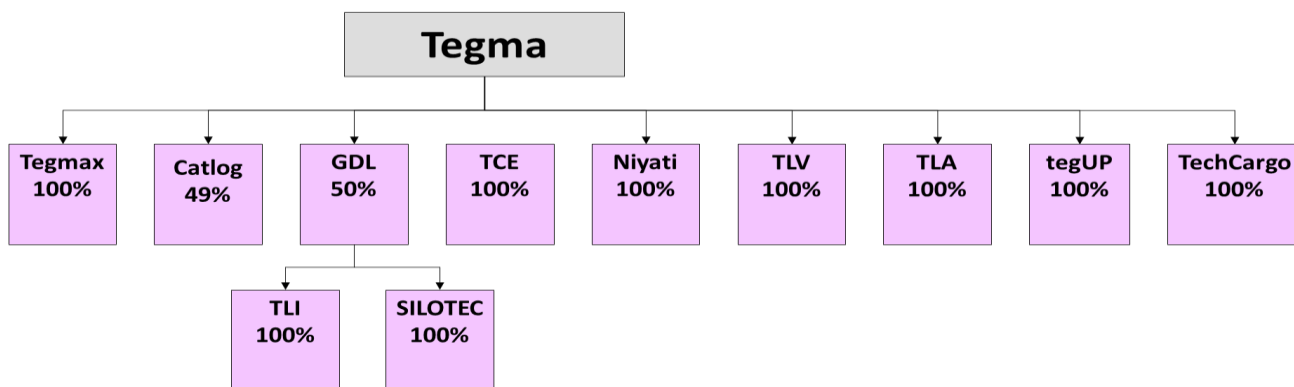 Tegma
Tegmax
100%
Catlog
49%
GDL
50%
TCE
100%
Niyati
100%
TLV
100%
TLA
100%
tegUP
100%
TechCargo
100%
TLI
100%
SILOTEC
100%